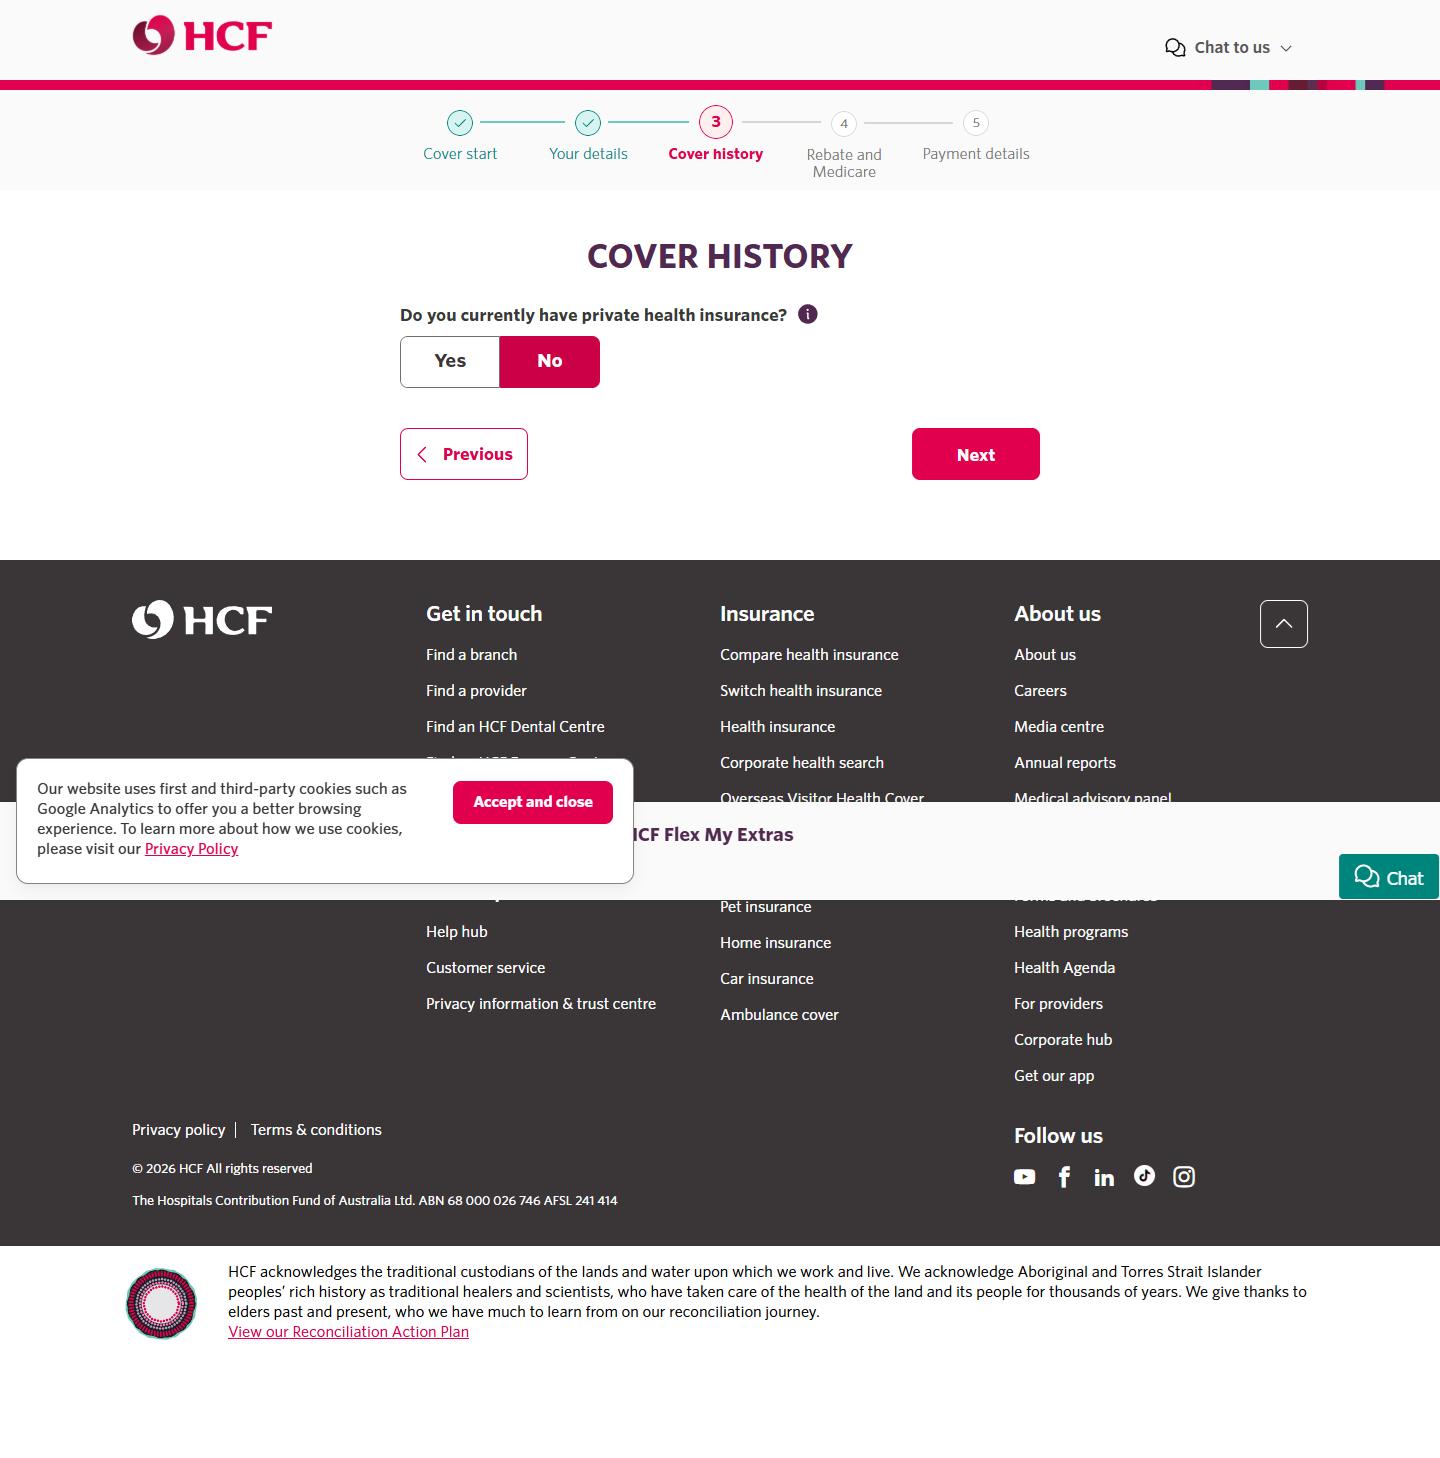 HCF
Chat to us
3
4
5
Cover start
Your details
Cover history
Rebate and
Medicare
Payment details
COVER HISTORY
Do you currently have private health insurance?
Yes
No
Previous
Next
HCF
Get in touch
Find a branch
Find a provider
Find an HCF Dental Centre
Insurance
Compare health insurance
Switch health insurance
Health insurance
Corporate health search
Overseas Visitor Health Cover
About us
About us
Careers
Media centre
Annual reports
Medical advisory panel
Our website uses first and third-party cookies such as
Google Analytics to offer you a better browsing
experience. To learn more about how we use cookies,
please visit our Privacy Policy
Accept and close
HCF Flex My Extras
Chat
Help hub
Customer service
Privacy information & trust centre
Pet insurance
Home insurance
Car insurance
Ambulance cover
Health programs
Health Agenda
For providers
Corporate hub
Get our app
Privacy policy
Terms & conditions
© 2026 HCF All rights reserved
The Hospitals Contribution Fund of Australia Ltd. ABN 68 000 026 746 AFSL 241 414
Follow us
HCF acknowledges the traditional custodians of the lands and water upon which we work and live. We acknowledge Aboriginal and Torres Strait Islander
peoples' rich history as traditional healers and scientists, who have taken care of the health of the land and its people for thousands of years. We give thanks to
elders past and present, who we have much to learn from on our reconciliation journey.
View our Reconciliation Action Plan